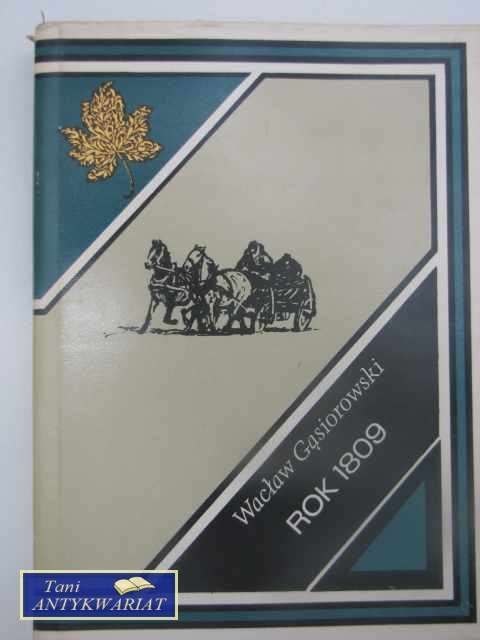 Wacław Gąsiorowski
ROK 1809
Tani
ANTYKWARIAT